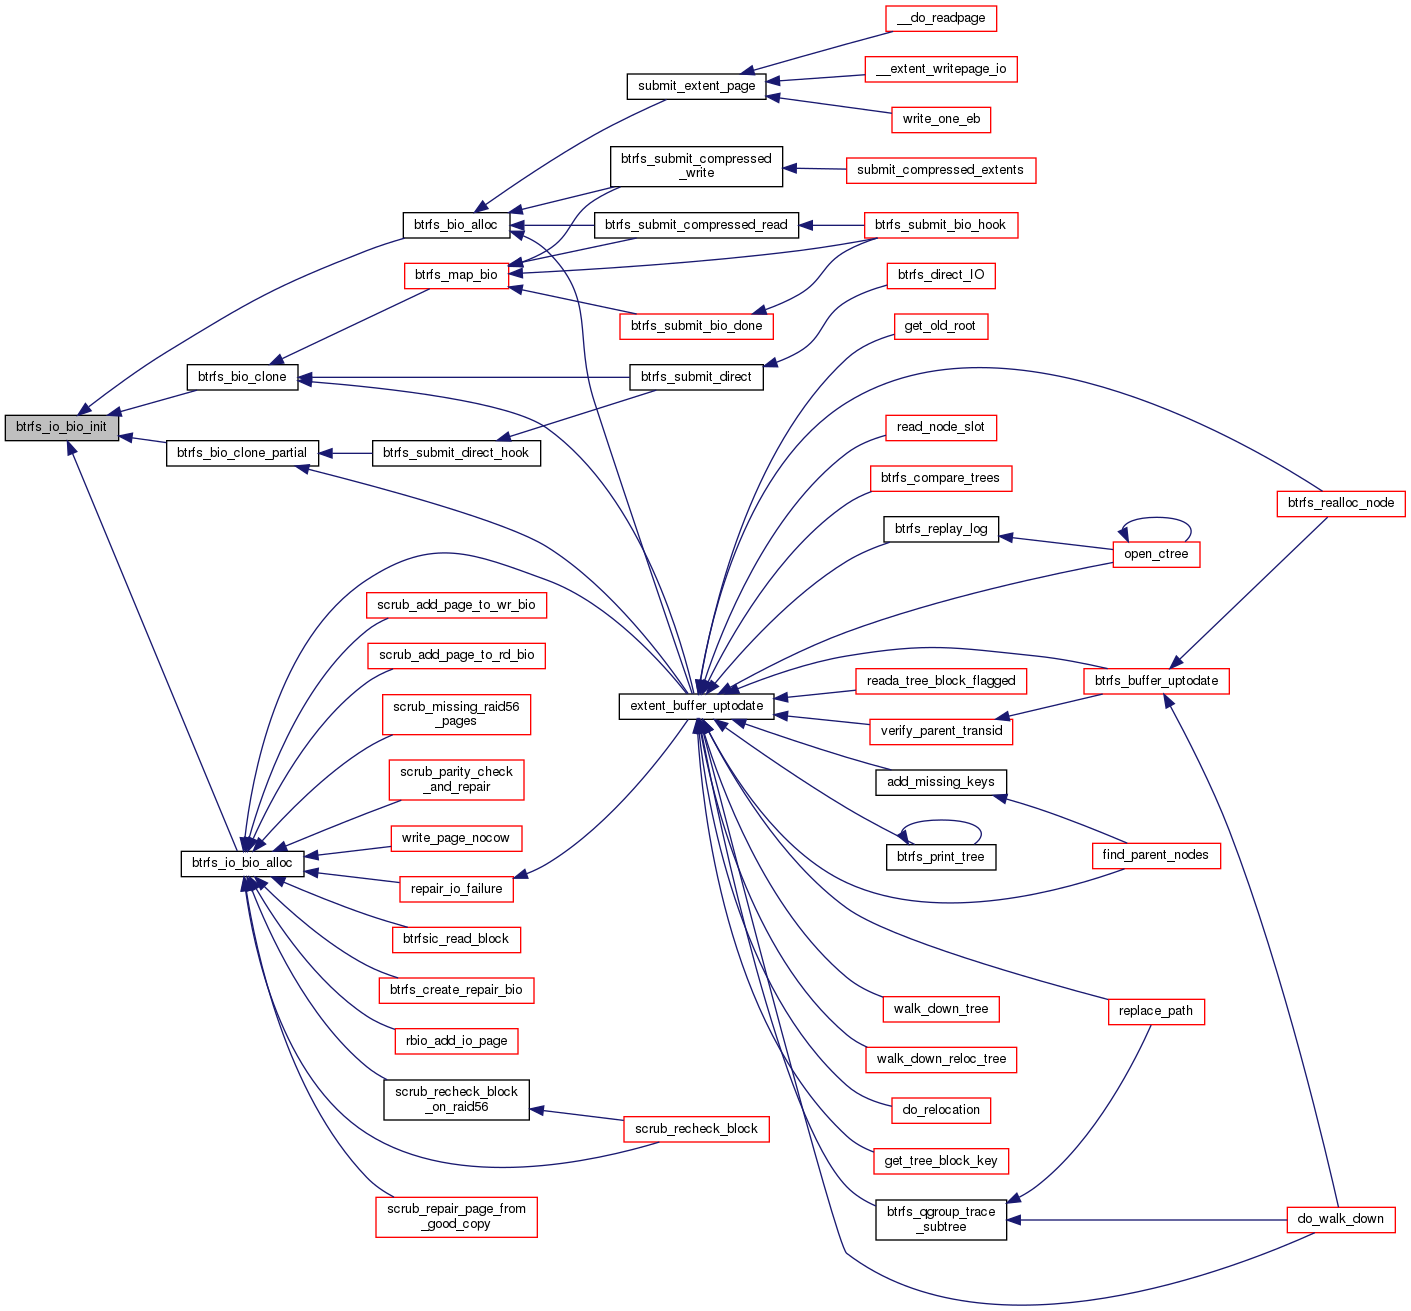 __do_readpage
__extent_writepage_io
submit_extent_page
write_one_eb
btrfs_submit_compressed
_write
submit_compressed_extents
btrfs_bio_alloc
btrfs_submit_compressed_read
btrfs_submit_bio_hook
btrfs_map_bio
btrfs_direct_IO
btrfs_submit_bio_done
get_old_root
btrfs_bio_clone
btrfs_submit_direct
btrfs_io_bio_init
read_node_slot
btrfs_bio_clone_partial
btrfs_submit_direct_hook
btrfs_compare_trees
btrfs_realloc_node
btrfs_replay_log
open_ctree
scrub_add_page_to_wr_bio
scrub_add_page_to_rd_bio
reada_tree_block_flagged
btrfs_buffer_uptodate
scrub_missing_raid56
_pages
extent_buffer_uptodate
verify_parent_transid
scrub_parity_check
_and_repair
add_missing_keys
write_page_nocow
btrfs_io_bio_alloc
btrfs_print_tree
find_parent_nodes
repair_io_failure
btrfsic_read_block
btrfs_create_repair_bio
walk_down_tree
replace_path
rbio_add_io_page
walk_down_reloc_tree
scrub_recheck_block
_on_raid56
do_relocation
scrub_recheck_block
get_tree_block_key
scrub_repair_page_from
_good_copy
btrfs_qgroup_trace
_subtree
do_walk_down